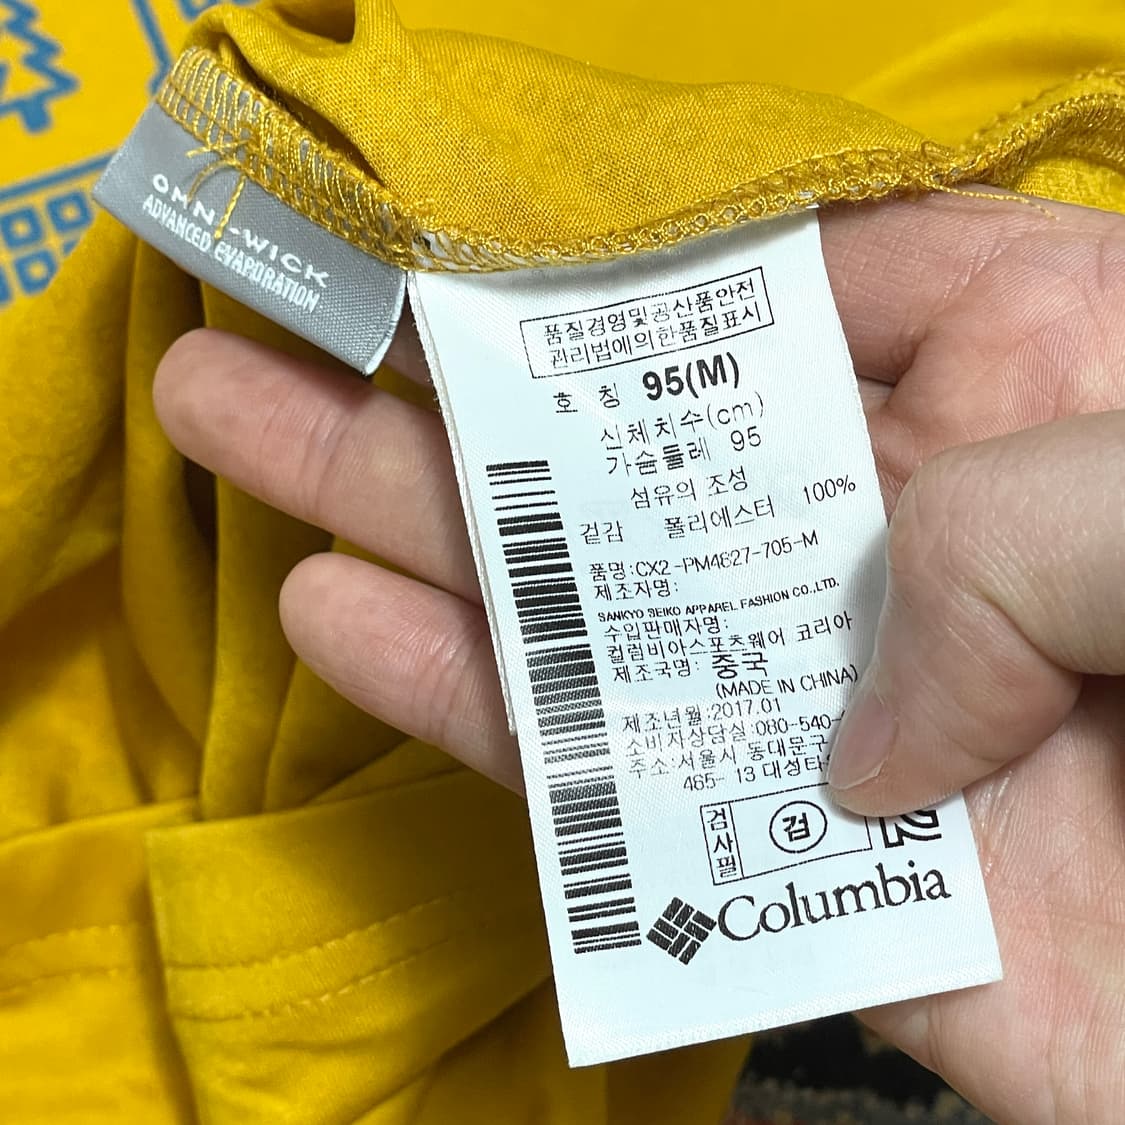 OMNI-WICK
ADVANCED EVAPORATION
품질경영및공산품안전
관리법에의한품질표시
호 칭 95(M)
신체치수(cm)
가슴둘레 95
섬유의 조성
겉감 폴리에스터 100%
품명:CX2-PM4627-705-M
제조자명:
SANKYO SEIKO APPAREL FASHION CO.,LTD.
수입판매자명:
컬럼비아스포츠웨어 코리아
제조국명: 중국
(MADE IN CHINA)
제조년월:2017.01
소비자상담실:080-540-
주소:서울시 동대문구
465- 13 대성타
검사필
검
Columbia